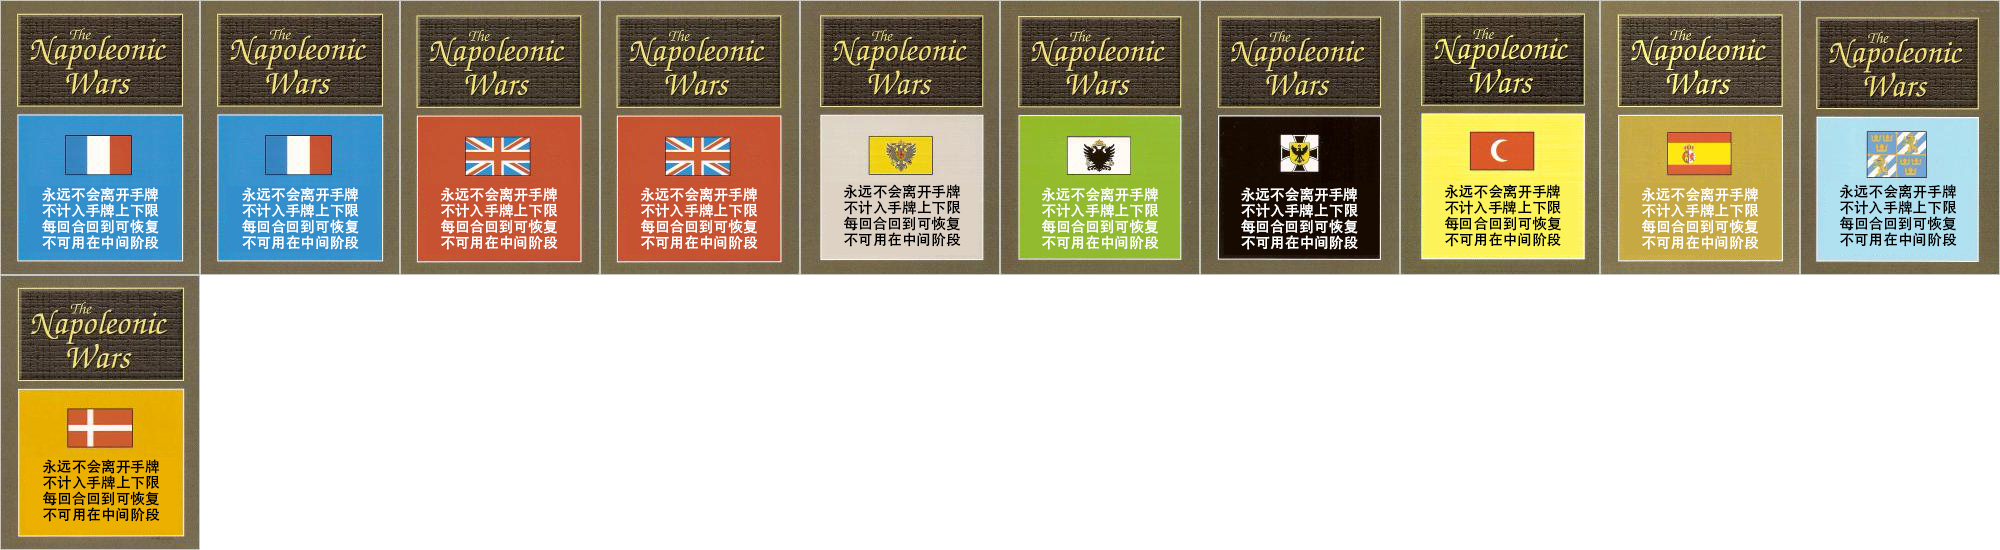 The
Napoleonic
Wars
永远不会离开手牌
不计入手牌上下限
每回合回到可恢复
不可用在中间阶段
The
Napoleonic
Wars
永远不会离开手牌
不计入手牌上下限
每回合回到可恢复
不可用在中间阶段
The
Napoleonic
Wars
永远不会离开手牌
不计入手牌上下限
每回合回到可恢复
不可用在中间阶段
The
Napoleonic
Wars
永远不会离开手牌
不计入手牌上下限
每回合回到可恢复
不可用在中间阶段
The
Napoleonic
Wars
永远不会离开手牌
不计入手牌上下限
每回合回到可恢复
不可用在中间阶段
The
Napoleonic
Wars
永远不会离开手牌
不计入手牌上下限
每回合回到可恢复
不可用在中间阶段
The
Napoleonic
Wars
永远不会离开手牌
不计入手牌上下限
每回合回到可恢复
不可用在中间阶段
The
Napoleonic
Wars
永远不会离开手牌
不计入手牌上下限
每回合回到可恢复
不可用在中间阶段
The
Napoleonic
Wars
永远不会离开手牌
不计入手牌上下限
每回合回到可恢复
不可用在中间阶段
The
Napoleonic
Wars
永远不会离开手牌
不计入手牌上下限
每回合回到可恢复
不可用在中间阶段
The
Napoleonic
Wars
永远不会离开手牌
不计入手牌上下限
每回合回到可恢复
不可用在中间阶段